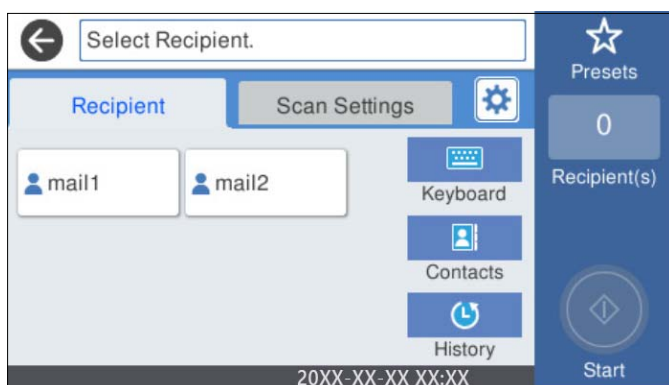 Select Recipient.
Presets
Recipient
Scan Settings
0
Recipient(s)
mail1
mail2
Keyboard
Contacts
History
Start
20XX-XX-XX XX:XX